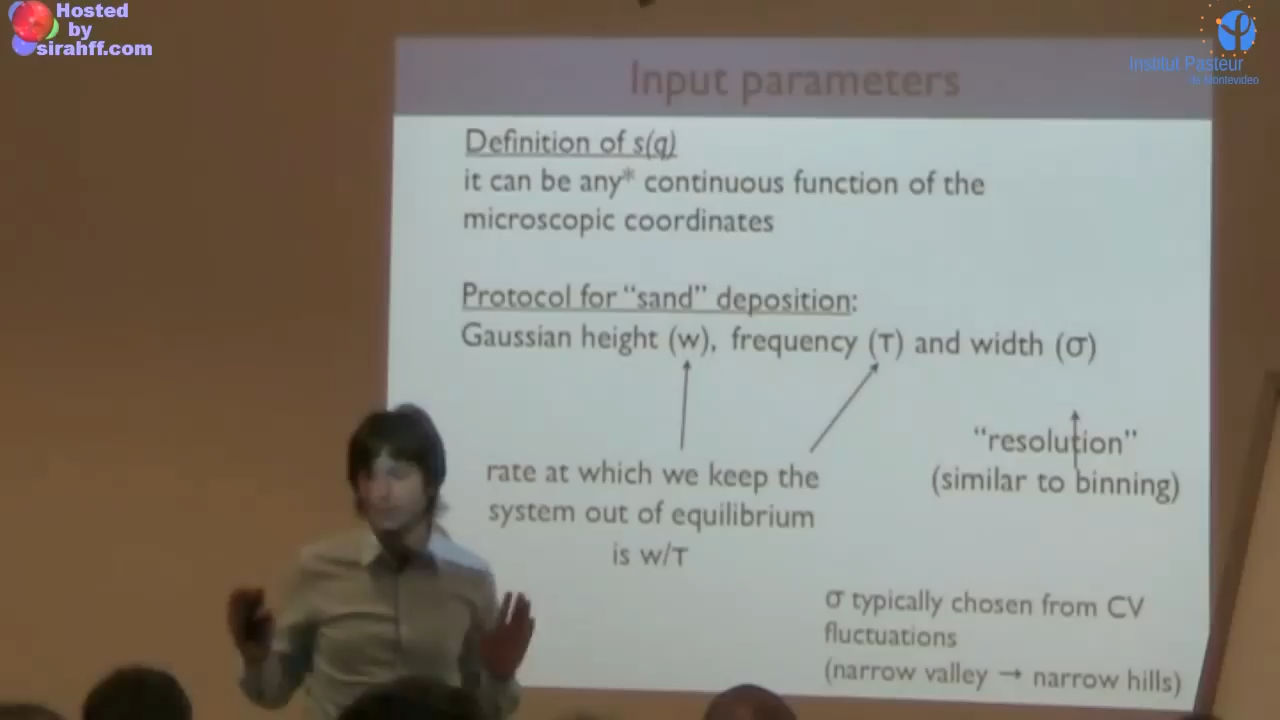 Hosted
by
sirahff.com
Institut Pasteur
de Montevideo
Input parameters
Definition of s(q)
it can be any* continuous function of the
microscopic coordinates
Protocol for “sand” deposition:
Gaussian height (w), frequency (τ) and width (σ)
“resolution”
(similar to binning)
rate at which we keep the
system out of equilibrium
is w/τ
σ typically chosen from CV
fluctuations
(narrow valley → narrow hills)